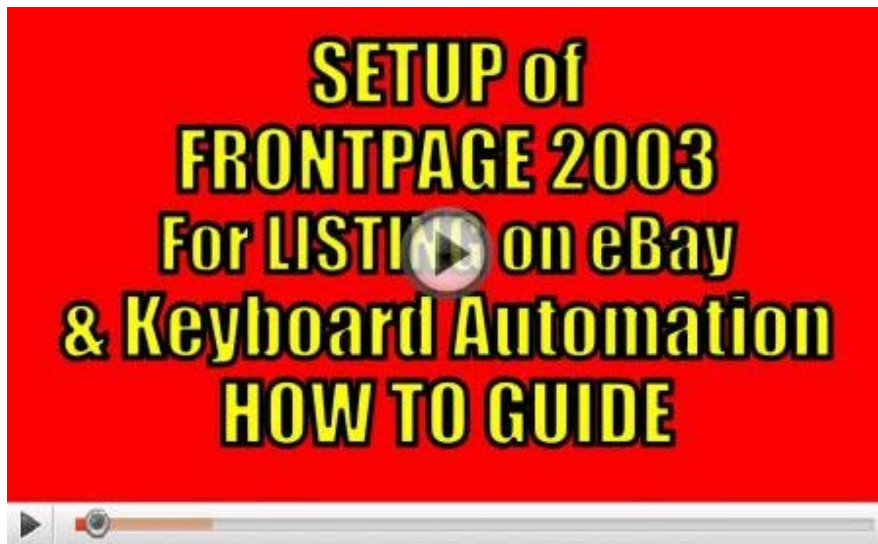 SETUP of
FRONTPAGE 2003
For LISTING on eBay
& Keyboard Automation
HOW TO GUIDE